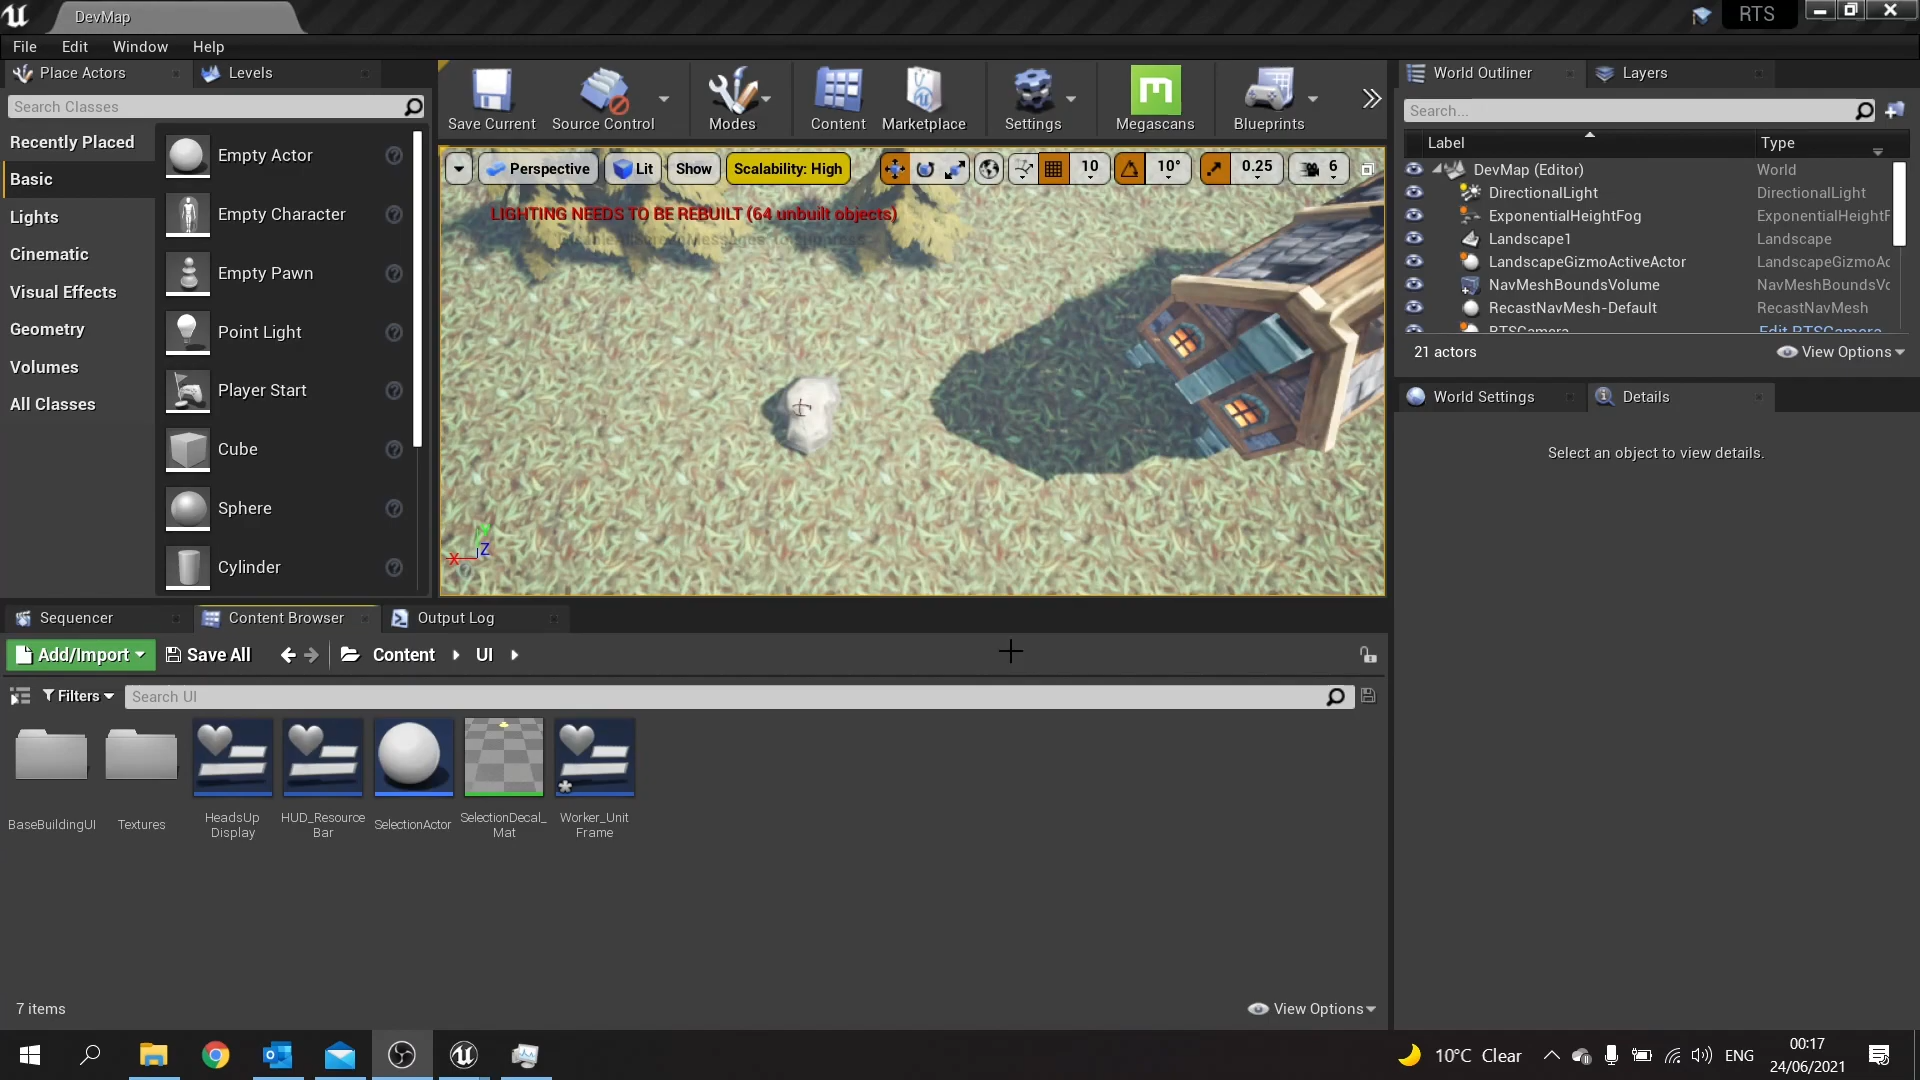 DevMap
RTS
File Edit Window Help
Place Actors
Levels
Search Classes
Recently Placed
Basic
Lights
Cinematic
Visual Effects
Geometry
Volumes
All Classes
Empty Actor
Empty Character
Empty Pawn
Point Light
Player Start
Cube
Sphere
Cylinder
Save Current
Source Control
Modes
Content
Marketplace
Settings
Megascans
Blueprints
Perspective
Lit
Show
Scalability: High
10
10°
0.25
6
LIGHTING NEEDS TO BE REBUILT (64 unbuilt objects)
X
Z
World Outliner
Layers
Search...
Label Type
DevMap (Editor) World
DirectionalLight DirectionalLight
ExponentialHeightFog ExponentialHeightF
Landscape1 Landscape
LandscapeGizmoActiveActor LandscapeGizmoAc
NavMeshBoundsVolume NavMeshBoundsVo
RecastNavMesh-Default RecastNavMesh
RTSCamera Edit RTSCamera
21 actors
View Options
World Settings
Details
Select an object to view details.
Sequencer
Content Browser
Output Log
Add/Import
Save All
Content
UI
Filters
Search UI
BaseBuildingUI
Textures
HeadsUp
Display
HUD_Resource
Bar
SelectionActor
SelectionDecal_
Mat
Worker_Unit
Frame
7 items
View Options
10°C Clear
ENG
00:17
24/06/2021